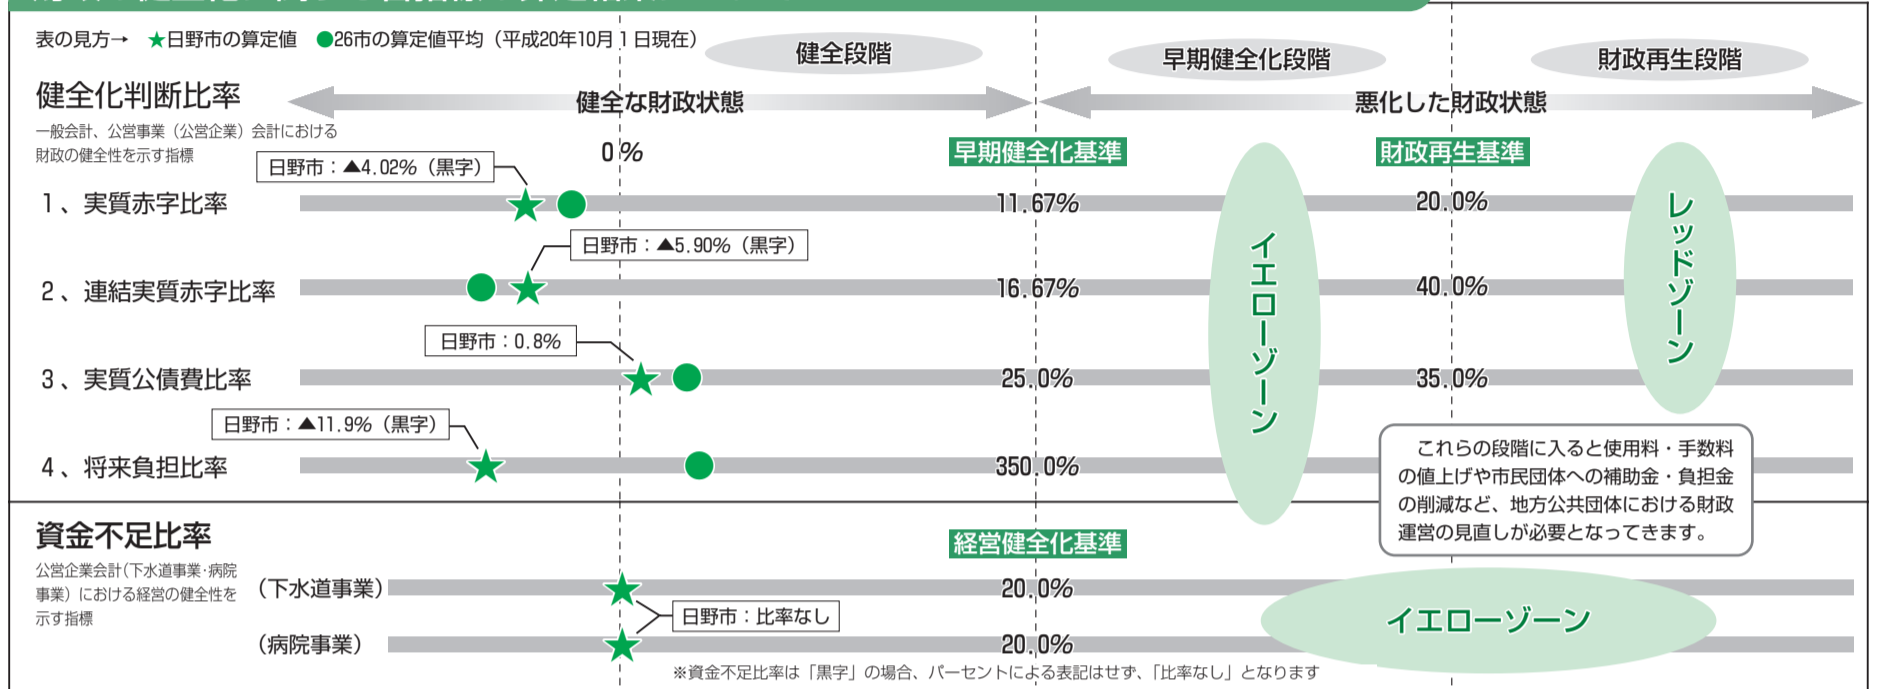 表の見方→ ★日野市の算定値 ●26市の算定値平均（平成20年10月1日現在）
健全段階
早期健全化段階
財政再生段階
健全化判断比率
健全な財政状態
悪化した財政状態
一般会計、公営事業（公営企業）会計における
財政の健全性を示す指標
0％
早期健全化基準
財政再生基準
日野市：▲4.02%（黒字）
1、実質赤字比率
11.67%
20.0%
日野市：▲5.90%（黒字）
2、連結実質赤字比率
16.67%
40.0%
日野市：0.8%
3、実質公債費比率
25.0%
35.0%
日野市：▲11.9%（黒字）
4、将来負担比率
350.0%
イエローゾーン
レッドゾーン
これらの段階に入ると使用料・手数料
の値上げや市民団体への補助金・負担金
の削減など、地方公共団体における財政
運営の見直しが必要となってきます。
資金不足比率
経営健全化基準
公営企業会計（下水道事業・病院
事業）における経営の健全性を
示す指標
（下水道事業）
20.0%
日野市：比率なし
（病院事業）
20.0%
イエローゾーン
※資金不足比率は「黒字」の場合、パーセントによる表記はせず、「比率なし」となります